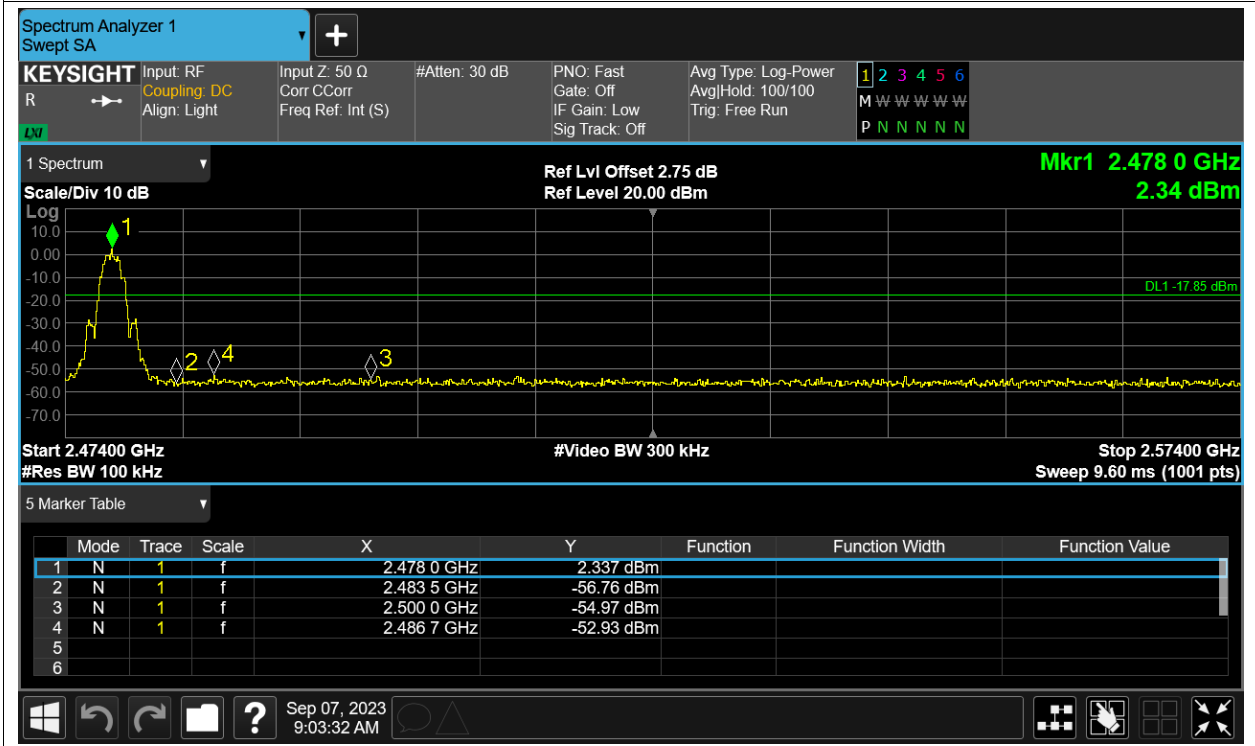 Spectrum Analyzer 1
Swept SA
+
KEYSIGHT Input: RF Input Z: 50 Ω #Atten: 30 dB PNO: Fast Avg Type: Log-Power 1 2 3 4 5 6
R Coupling: DC Corr CCorr Gate: Off Avg|Hold: 100/100 M W W W W W
Align: Light Freq Ref: Int (S) IF Gain: Low Trig: Free Run
LXI Sig Track: Off P N N N N N
1 Spectrum Ref Lvl Offset 2.75 dB Mkr1 2.478 0 GHz
Scale/Div 10 dB Ref Level 20.00 dBm 2.34 dBm
Log
1
10.0
0.00
-10.0
DL1 -17.85 dBm
-20.0
-30.0
-40.0
2 4 3
-50.0
-60.0
-70.0
Start 2.47400 GHz #Video BW 300 kHz Stop 2.57400 GHz
#Res BW 100 kHz Sweep 9.60 ms (1001 pts)
5 Marker Table
Mode Trace Scale X Y Function Function Width Function Value
1 N 1 f 2.478 0 GHz 2.337 dBm
2 N 1 f 2.483 5 GHz -56.76 dBm
3 N 1 f 2.500 0 GHz -54.97 dBm
4 N 1 f 2.486 7 GHz -52.93 dBm
5
6
? Sep 07, 2023
9:03:32 AM